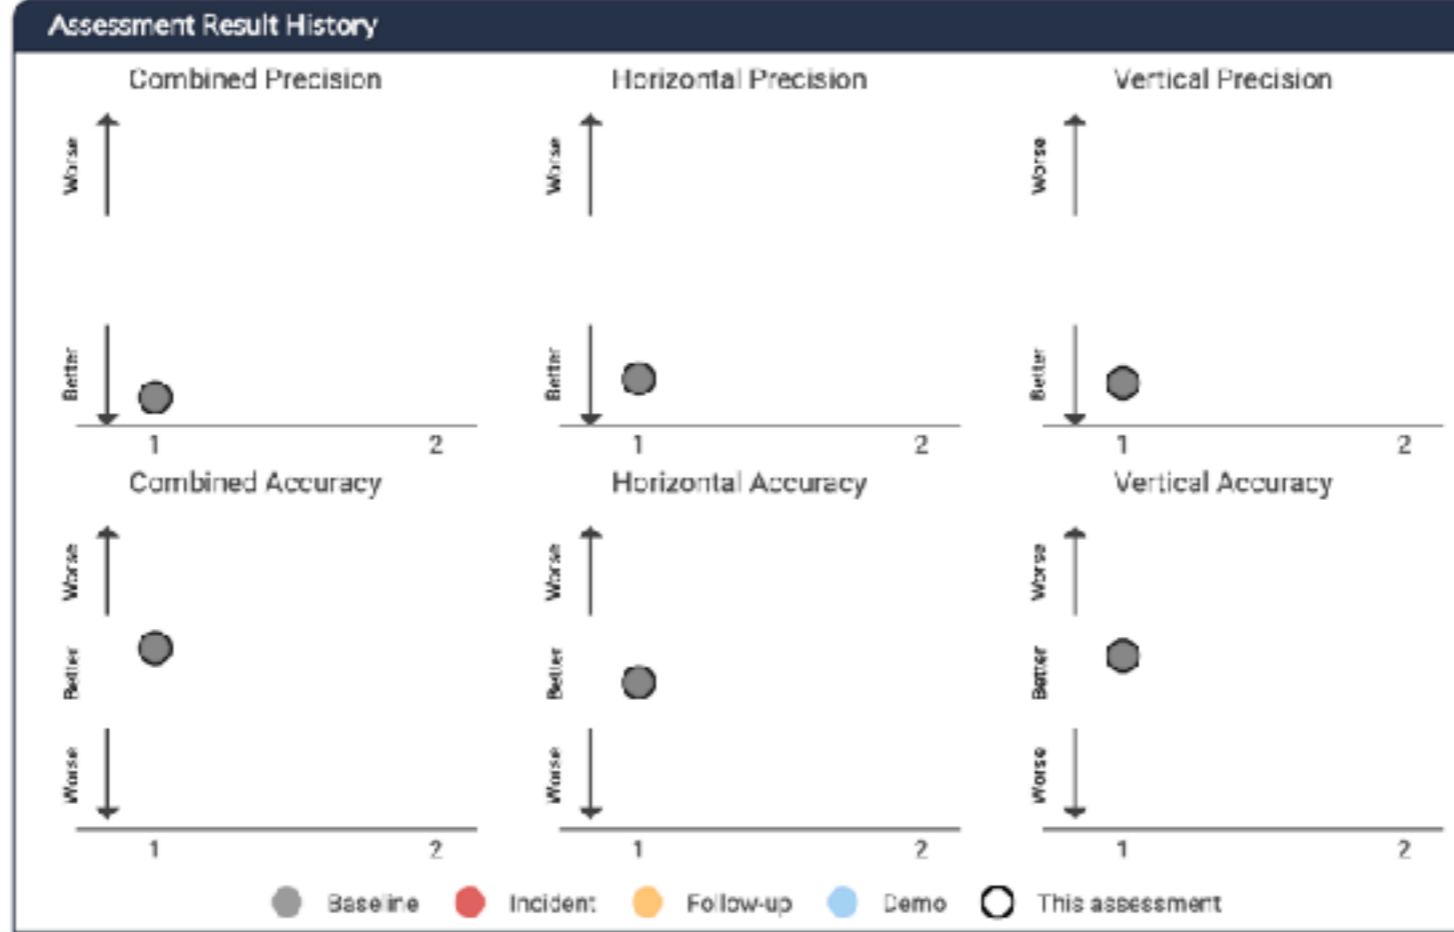 Assessment Result History
Combined Precision Horizontal Precision Vertical Precision
Worse Worse Worse
Better Better Better
1 2 1 2 1 2
Combined Accuracy Horizontal Accuracy Vertical Accuracy
Worse Worse Worse
Better Better Better
Worse Worse Worse
1 2 1 2 1 2
Baseline Incident Follow-up Demo This assessment